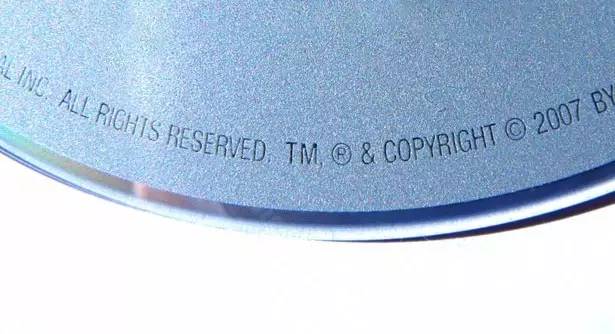 AL INC. ALL RIGHTS RESERVED. TM, ® & COPYRIGHT © 2007 BY